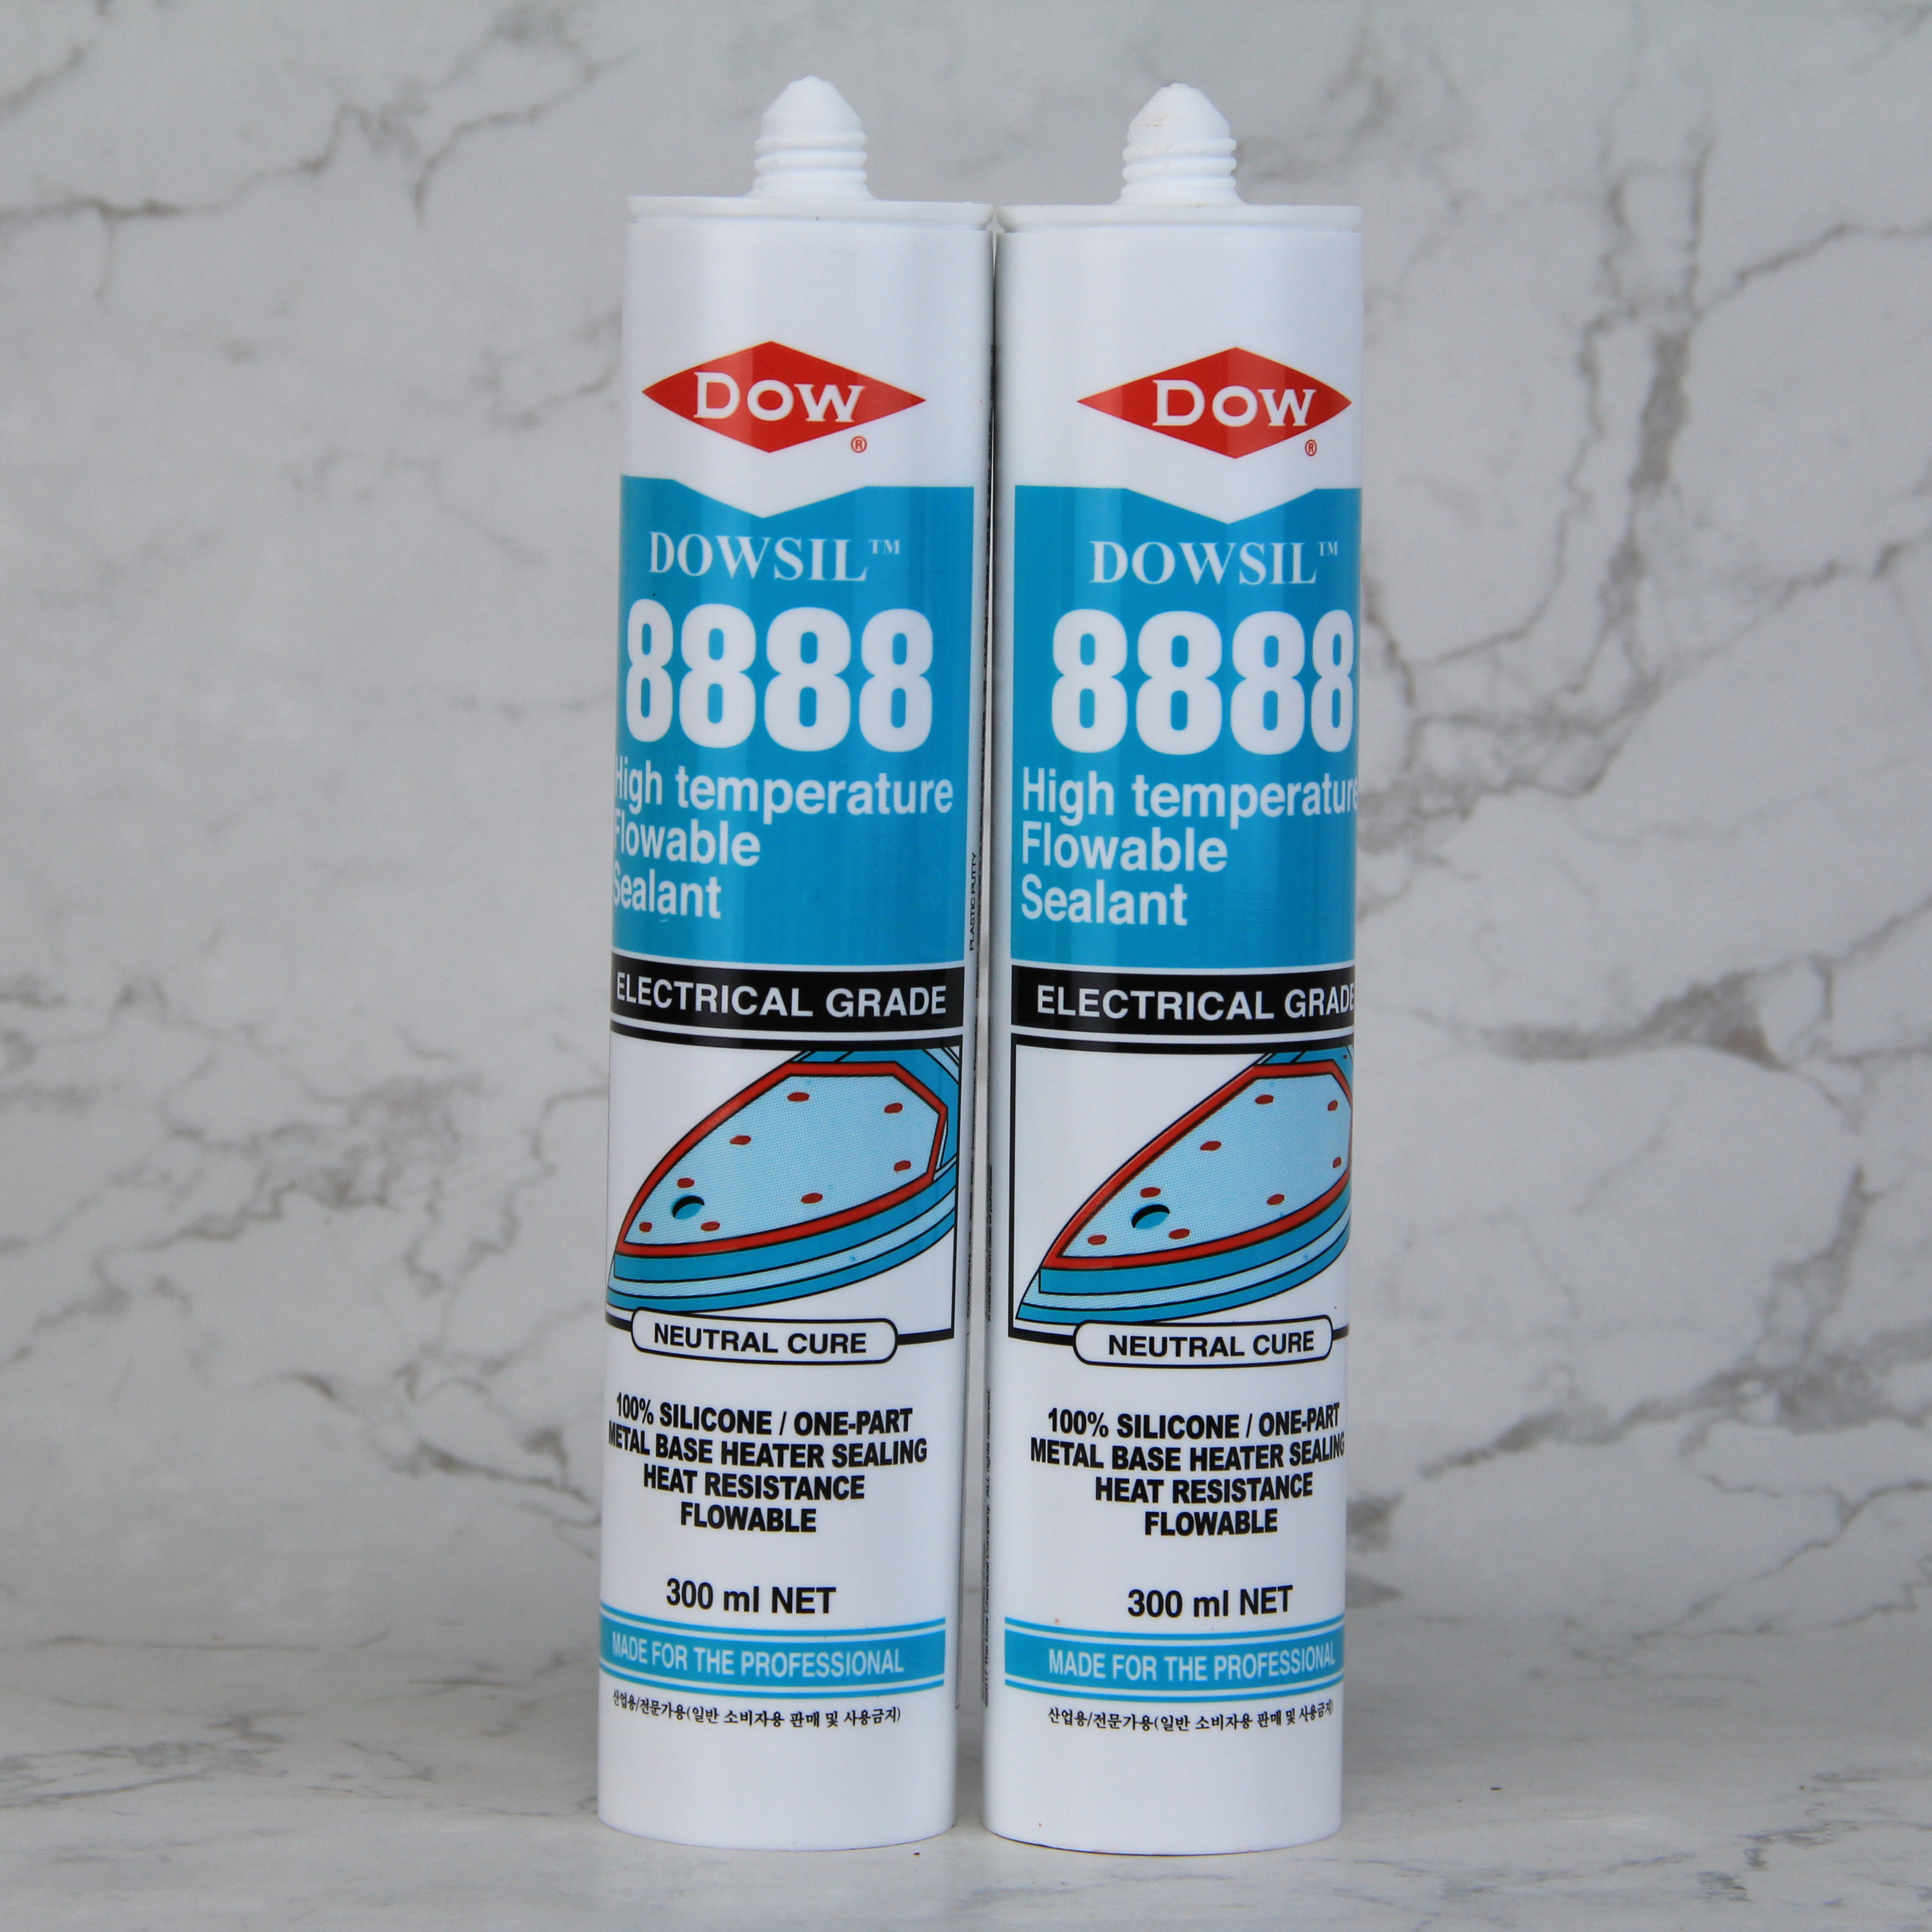 DOW
®
DOWSIL™
8888
High temperature
Flowable
Sealant
ELECTRICAL GRADE
NEUTRAL CURE
100% SILICONE / ONE-PART
METAL BASE HEATER SEALING
HEAT RESISTANCE
FLOWABLE
300 ml NET
MADE FOR THE PROFESSIONAL
산업용/전문가용(일반 소비자용 판매 및 사용금지)
PLASTIC PUTTY
DOW
®
DOWSIL™
8888
High temperature
Flowable
Sealant
ELECTRICAL GRADE
NEUTRAL CURE
100% SILICONE / ONE-PART
METAL BASE HEATER SEALING
HEAT RESISTANCE
FLOWABLE
300 ml NET
MADE FOR THE PROFESSIONAL
산업용/전문가용(일반 소비자용 판매 및 사용금지)